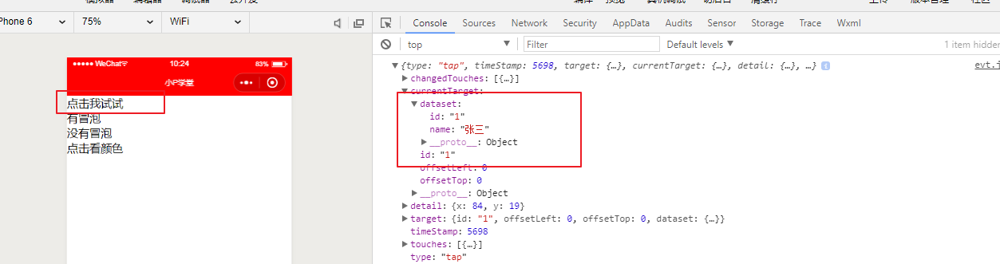 Phone 6 75% WiFi
Console Sources Network Security AppData Audits Sensor Storage Trace Wxml
top Filter Default levels 1 item hidden
WeChat 10:24 83%
小P学堂
点击我试试
有冒泡
没有冒泡
点击看颜色
{type: "tap", timeStamp: 5698, target: {…}, currentTarget: {…}, detail: {…}, …} evt.j
changedTouches: [{…}]
currentTarget:
dataset:
id: "1"
name: "张三"
__proto__: Object
id: "1"
offsetLeft: 0
offsetTop: 0
__proto__: Object
detail: {x: 84, y: 19}
target: {id: "1", offsetLeft: 0, offsetTop: 0, dataset: {…}}
timeStamp: 5698
touches: [{…}]
type: "tap"